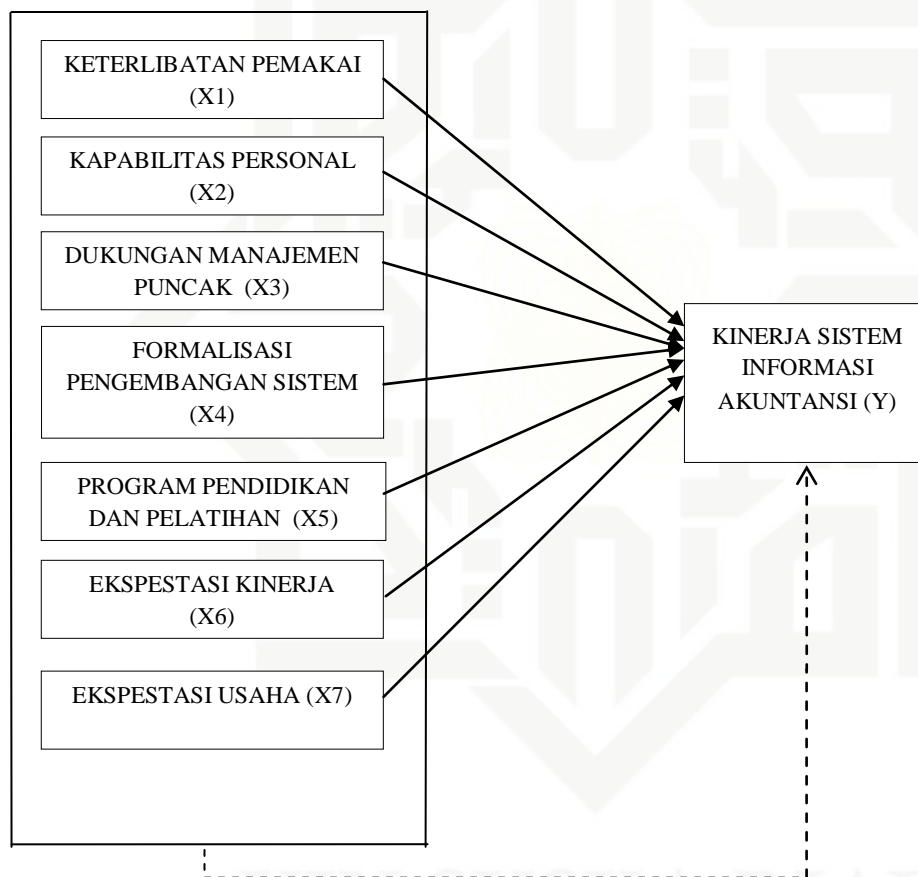 KETERLIBATAN PEMAKAI
(X1)
KAPABILITAS PERSONAL
(X2)
DUKUNGAN MANAJEMEN
PUNCAK (X3)
FORMALISASI
PENGEMBANGAN SISTEM
(X4)
PROGRAM PENDIDIKAN
DAN PELATIHAN (X5)
EKSPESTASI KINERJA
(X6)
EKSPESTASI USAHA (X7)
KINERJA SISTEM
INFORMASI
AKUNTANSI (Y)